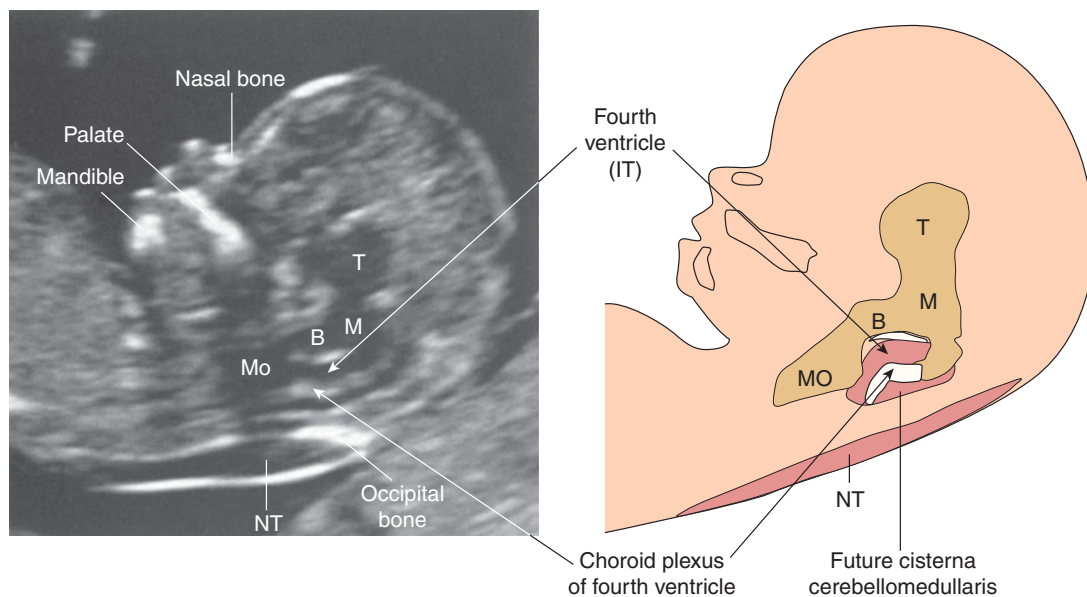 Nasal bone
Palate
Mandible
T
M
B
Mo
NT
Occipital
bone
Fourth
ventricle
(IT)
T
M
B
MO
NT
Choroid plexus
of fourth ventricle
Future cisterna
cerebellomedullaris